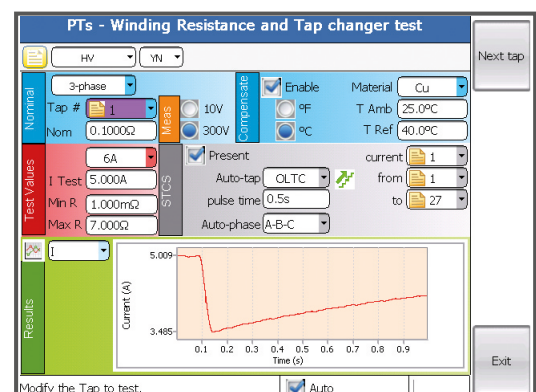 PTs - Winding Resistance and Tap changer test
Next tap
HV YN
Nominal
3-phase
Tap # 1
Nom 0.1000Ω
Meas
10V
300V
Compensate
Enable
ºF
ºC
Material Cu
T Amb 25.0ºC
T Ref 40.0ºC
Test Values
6A
I Test 5.000A
Min R 1.000mΩ
Max R 7.000Ω
STCS
Present
Auto-tap OLTC
pulse time 0.5s
Auto-phase A-B-C
current 1
from 1
to 27
Results
I
5.009
Current (A)
3.485
0.1 0.2 0.3 0.4 0.5 0.6 0.7 0.8 0.9
Time (s)
Exit
Modify the Tap to test.
Auto